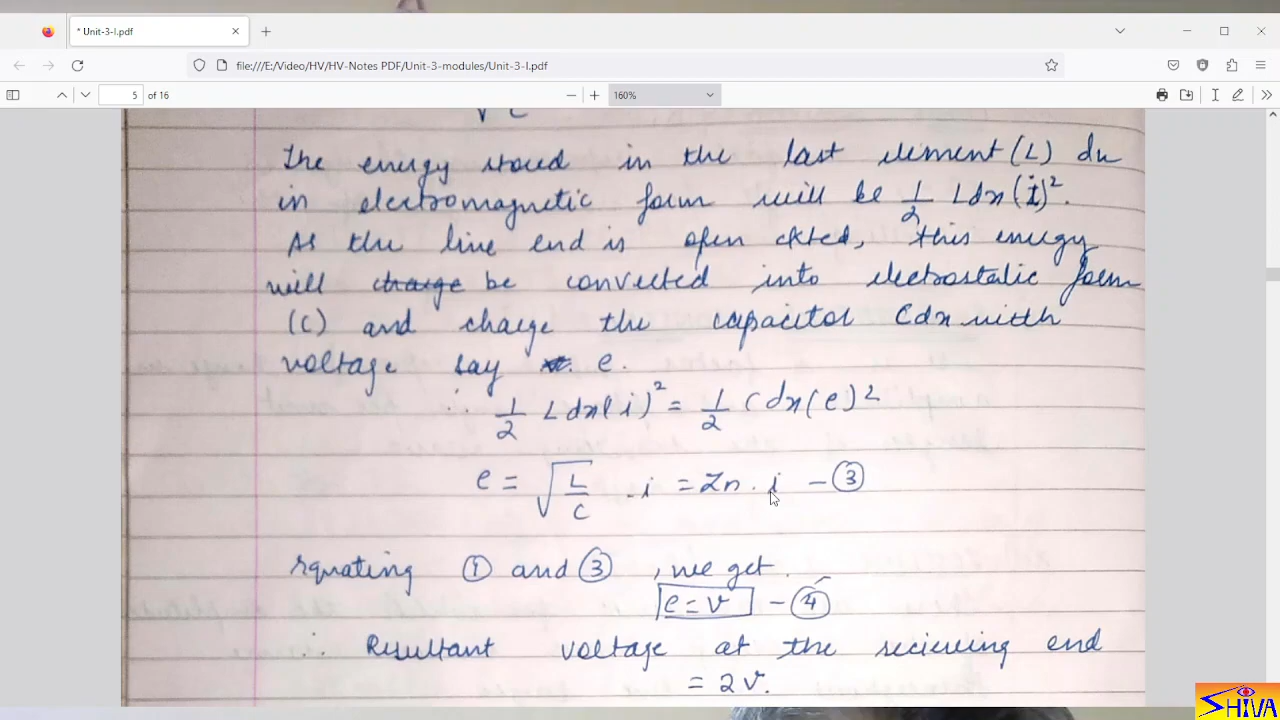 * Unit-3-I.pdf
file:///E:/Video/HV/HV-Notes PDF/Unit-3-modules/Unit-3-I.pdf
5 of 16
160%
The energy stored in the last element (L) dx
in electromagnetic form will be 1/2 Ldx(i)².
As the line end is open ckted, this energy
will charge be converted into electrostatic form
(C) and charge the capacitor Cdx with
voltage say e.
∴ 1/2 Ldx(i)² = 1/2 Cdx(e)²
e = √(L/C) . i = Zn . i – ③
Equating ① and ③, we get
e = v – ④
∴ Resultant voltage at the recieving end
= 2v.
SHIVA